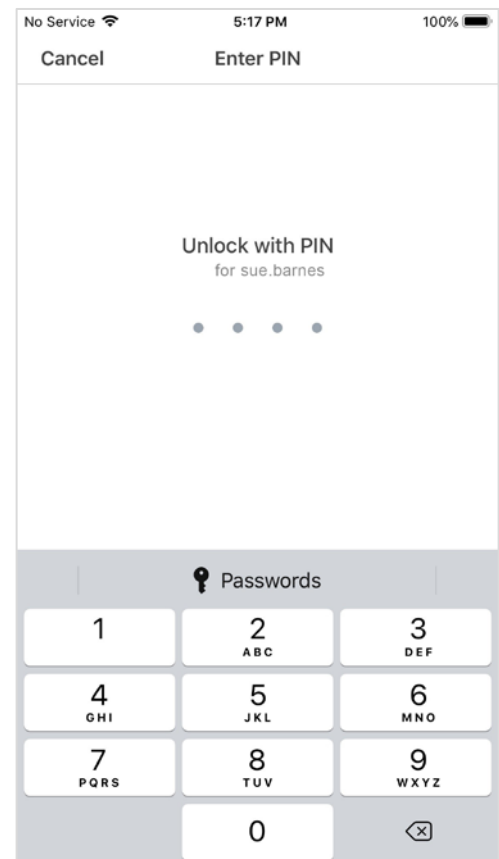 No Service 5:17 PM 100%
Cancel Enter PIN
Unlock with PIN
for sue.barnes
Passwords
1 2 3
ABC DEF
4 5 6
GHI JKL MNO
7 8 9
PQRS TUV WXYZ
0